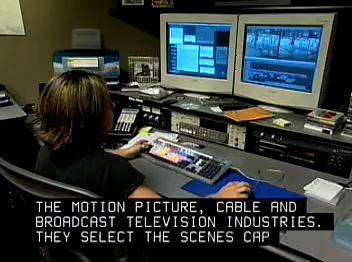 THE MOTION PICTURE, CABLE AND
BROADCAST TELEVISION INDUSTRIES.
THEY SELECT THE SCENES CAP